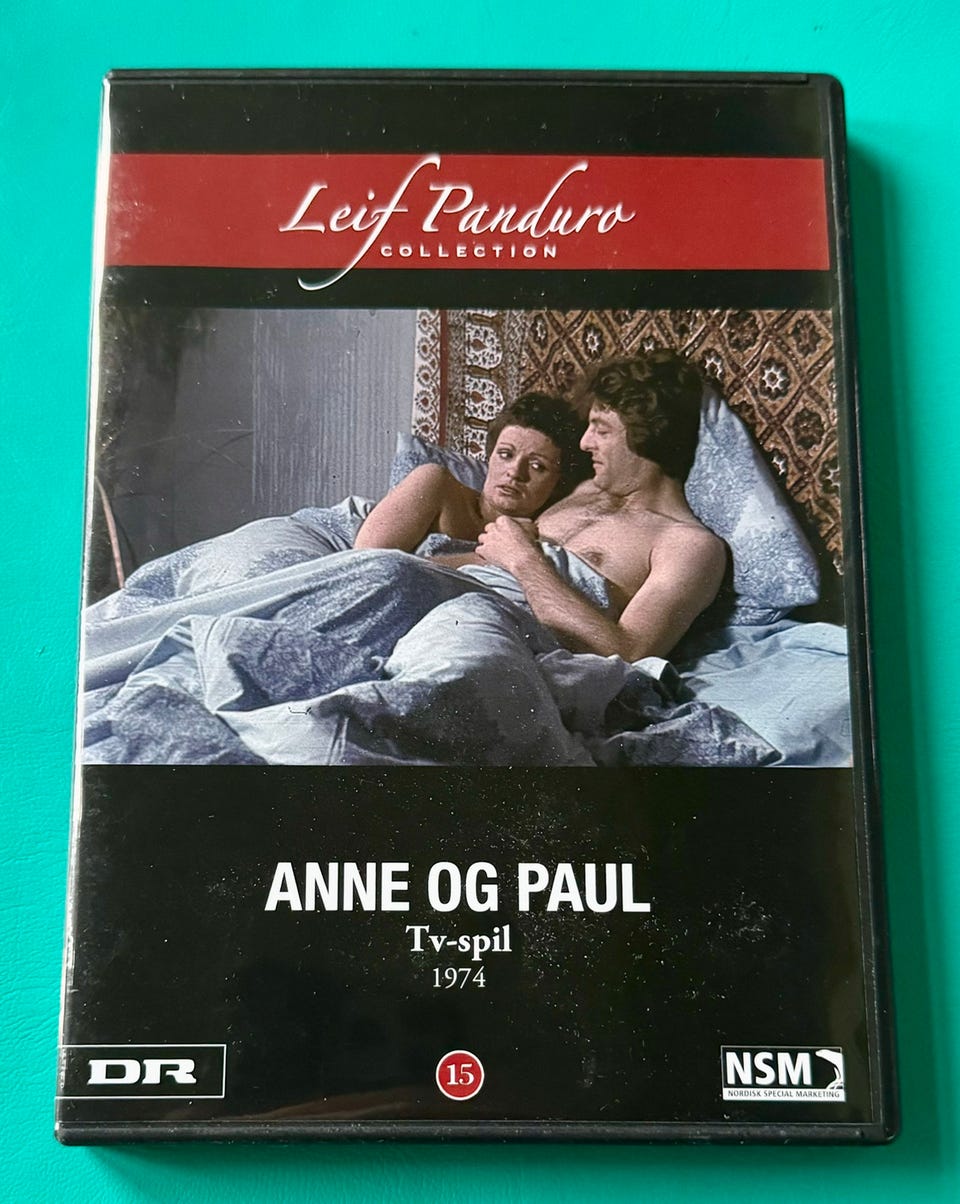 Leif Panduro
COLLECTION
ANNE OG PAUL
Tv-spil
1974
DR
15
NSM
NORDISK SPECIAL MARKETING